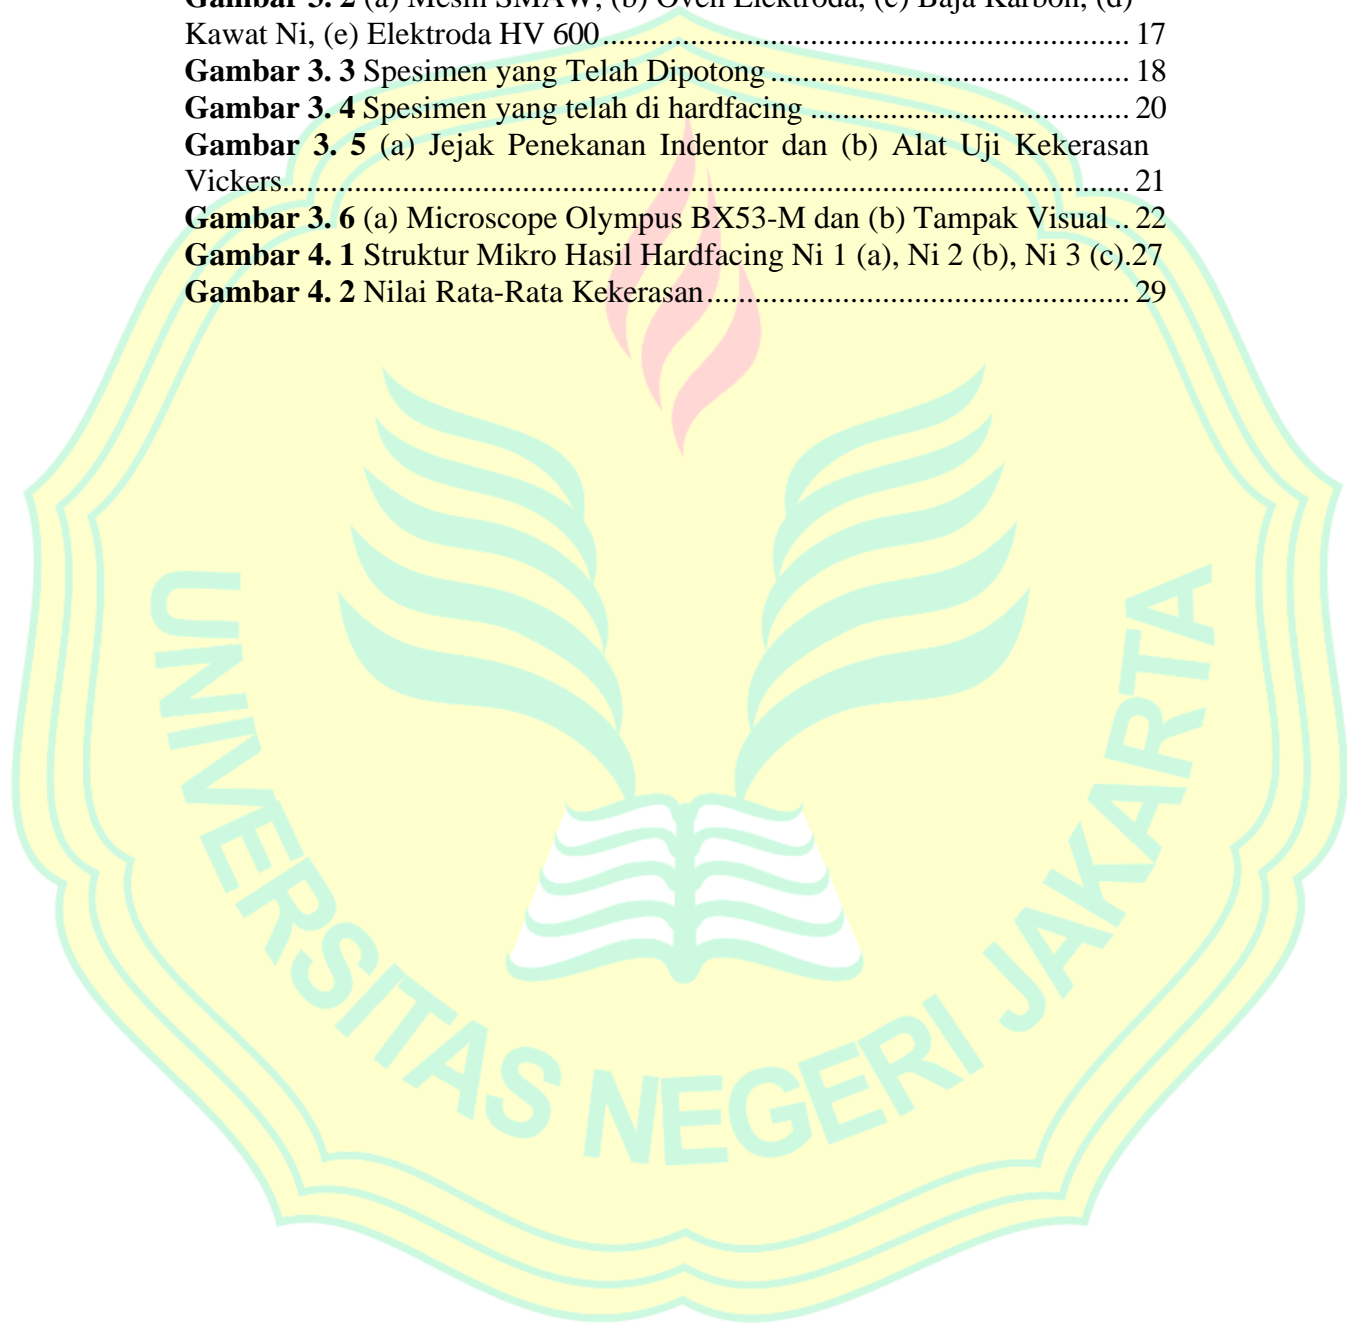 Gambar 3. 2 (a) Mesin SMAW, (b) Oven Elektroda, (c) Baja Karbon, (d)
Kawat Ni, (e) Elektroda HV 600.................................................................. 17
Gambar 3. 3 Spesimen yang Telah Dipotong............................................. 18
Gambar 3. 4 Spesimen yang telah di hardfacing ........................................ 20
Gambar 3. 5 (a) Jejak Penekanan Indentor dan (b) Alat Uji Kekerasan
Vickers......................................................................................................... 21
Gambar 3. 6 (a) Microscope Olympus BX53-M dan (b) Tampak Visual .. 22
Gambar 4. 1 Struktur Mikro Hasil Hardfacing Ni 1 (a), Ni 2 (b), Ni 3 (c).27
Gambar 4. 2 Nilai Rata-Rata Kekerasan..................................................... 29
UNIVERSITAS NEGERI JAKARTA